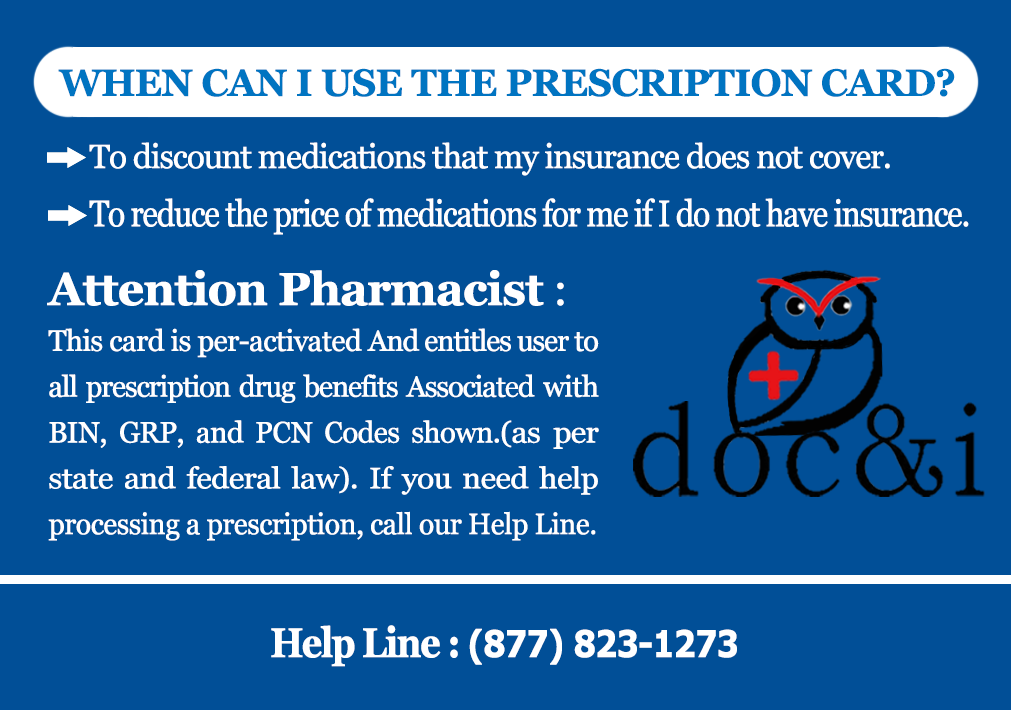 WHEN CAN I USE THE PRESCRIPTION CARD?
To discount medications that my insurance does not cover.
To reduce the price of medications for me if I do not have insurance.
Attention Pharmacist :
This card is per-activated And entitles user to
all prescription drug benefits Associated with
BIN, GRP, and PCN Codes shown.(as per
state and federal law). If you need help
processing a prescription, call our Help Line.
doc&i
Help Line : (877) 823-1273